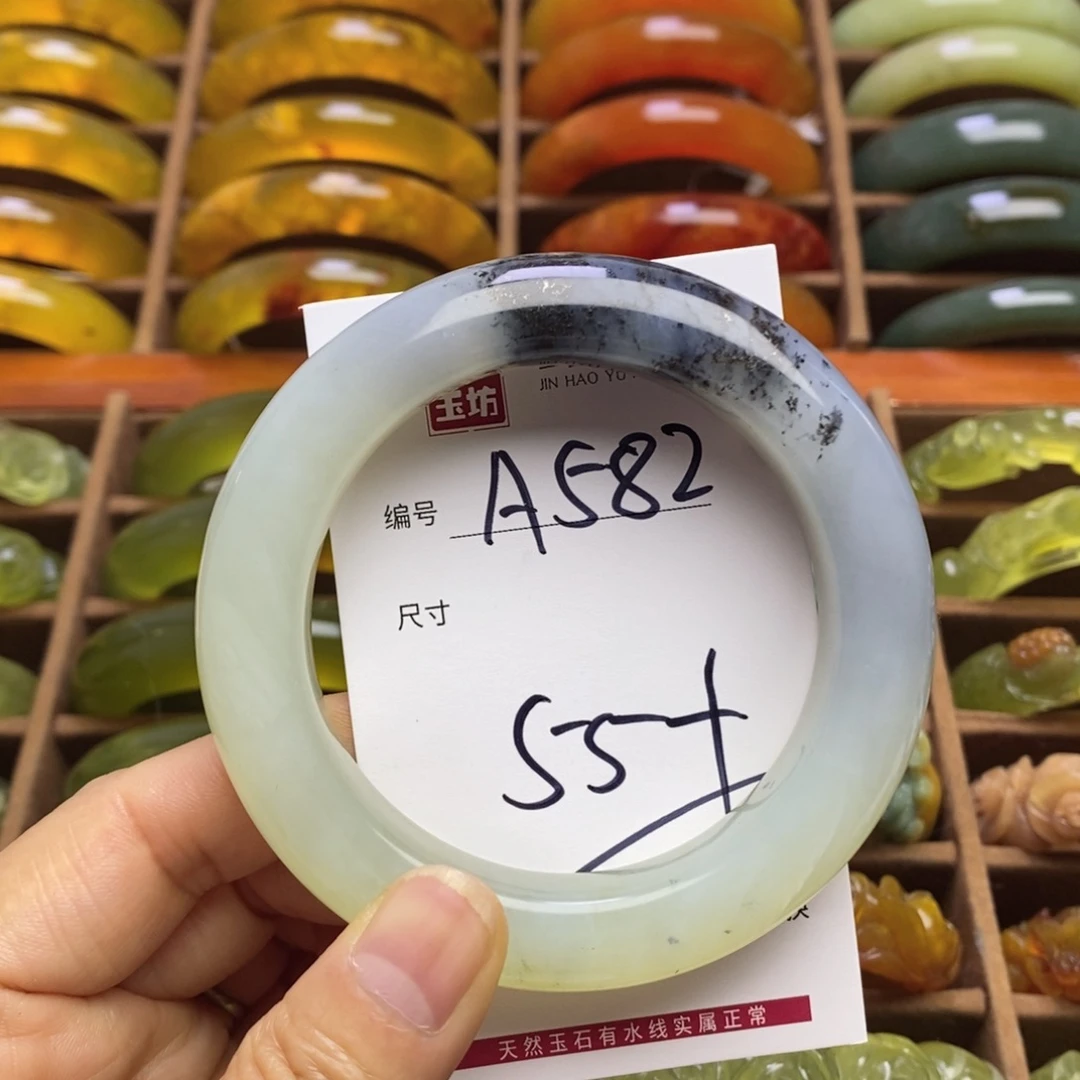 玉坊
JIN HAO YU
编号 A582
尺寸
55+
天然玉石有水线实属正常